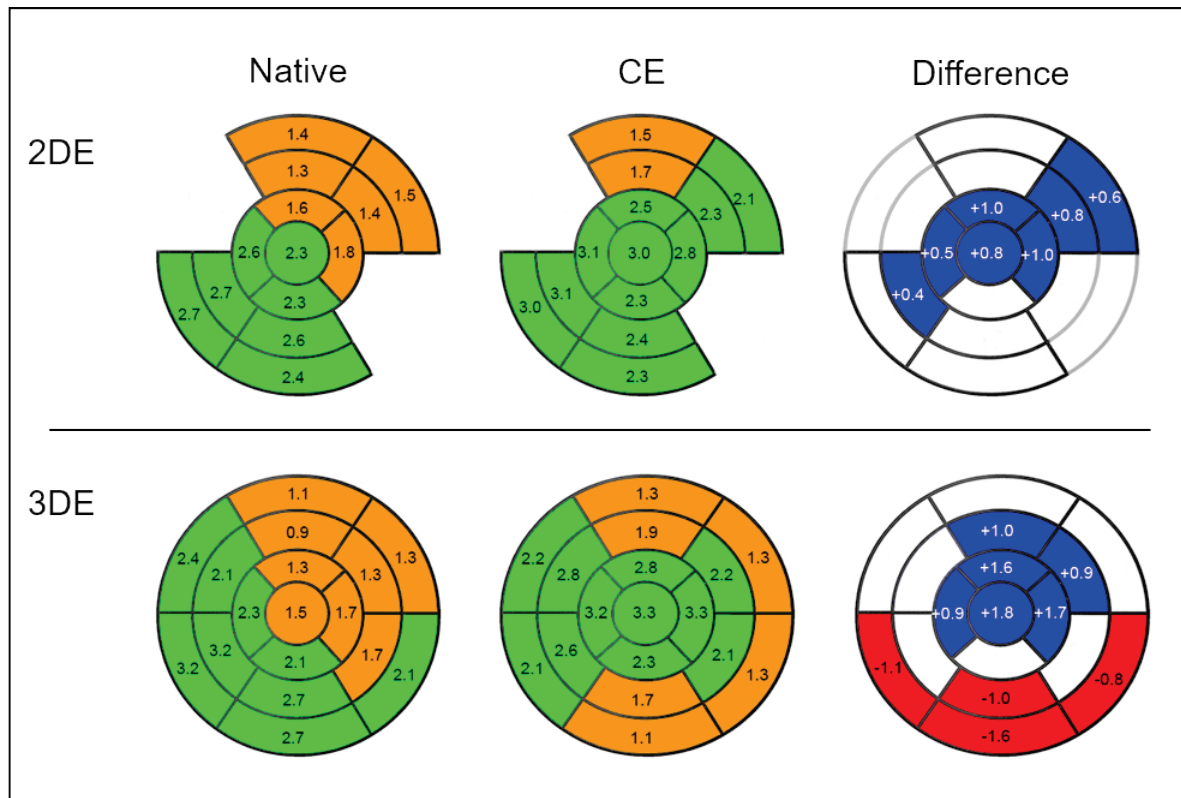 Native CE Difference
2DE
1.4 1.5
1.3 1.5 1.7 2.1 +0.6
1.6 1.4 2.5 2.3 +1.0 +0.8
2.6 2.3 1.8 3.1 3.0 2.8 +0.5 +0.8 +1.0
2.7 2.7 2.3 3.0 3.1 2.3 +0.4
2.6 2.4
2.4 2.3
3DE
1.1 1.3
2.4 0.9 1.3 2.2 1.9 1.3 +1.0
2.1 1.3 1.3 2.8 2.8 2.2 +1.6 +0.9
2.3 1.5 1.7 3.2 3.3 3.3 +0.9 +1.8 +1.7
3.2 3.2 2.1 1.7 2.1 2.1 2.6 2.3 2.1 1.3 -1.1 -0.8
2.7 1.7 -1.0
2.7 1.1 -1.6